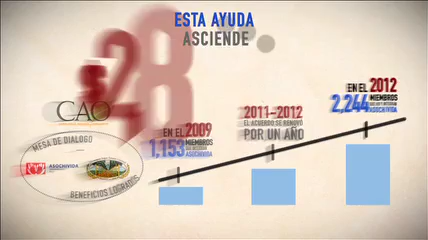 ESTA AYUDA
ASCIENDE
$28
CAO
MESA DE DIALOGO
ASOCHIVIDA
BENEFICIOS LOGRADOS
EN EL 2009
1,153 MIEMBROS
ASOCHIVIDA
2011-2012
EL ACUERDO SE RENOVÓ
POR UN AÑO
EN EL 2012
2,244 MIEMBROS
ASOCHIVIDA